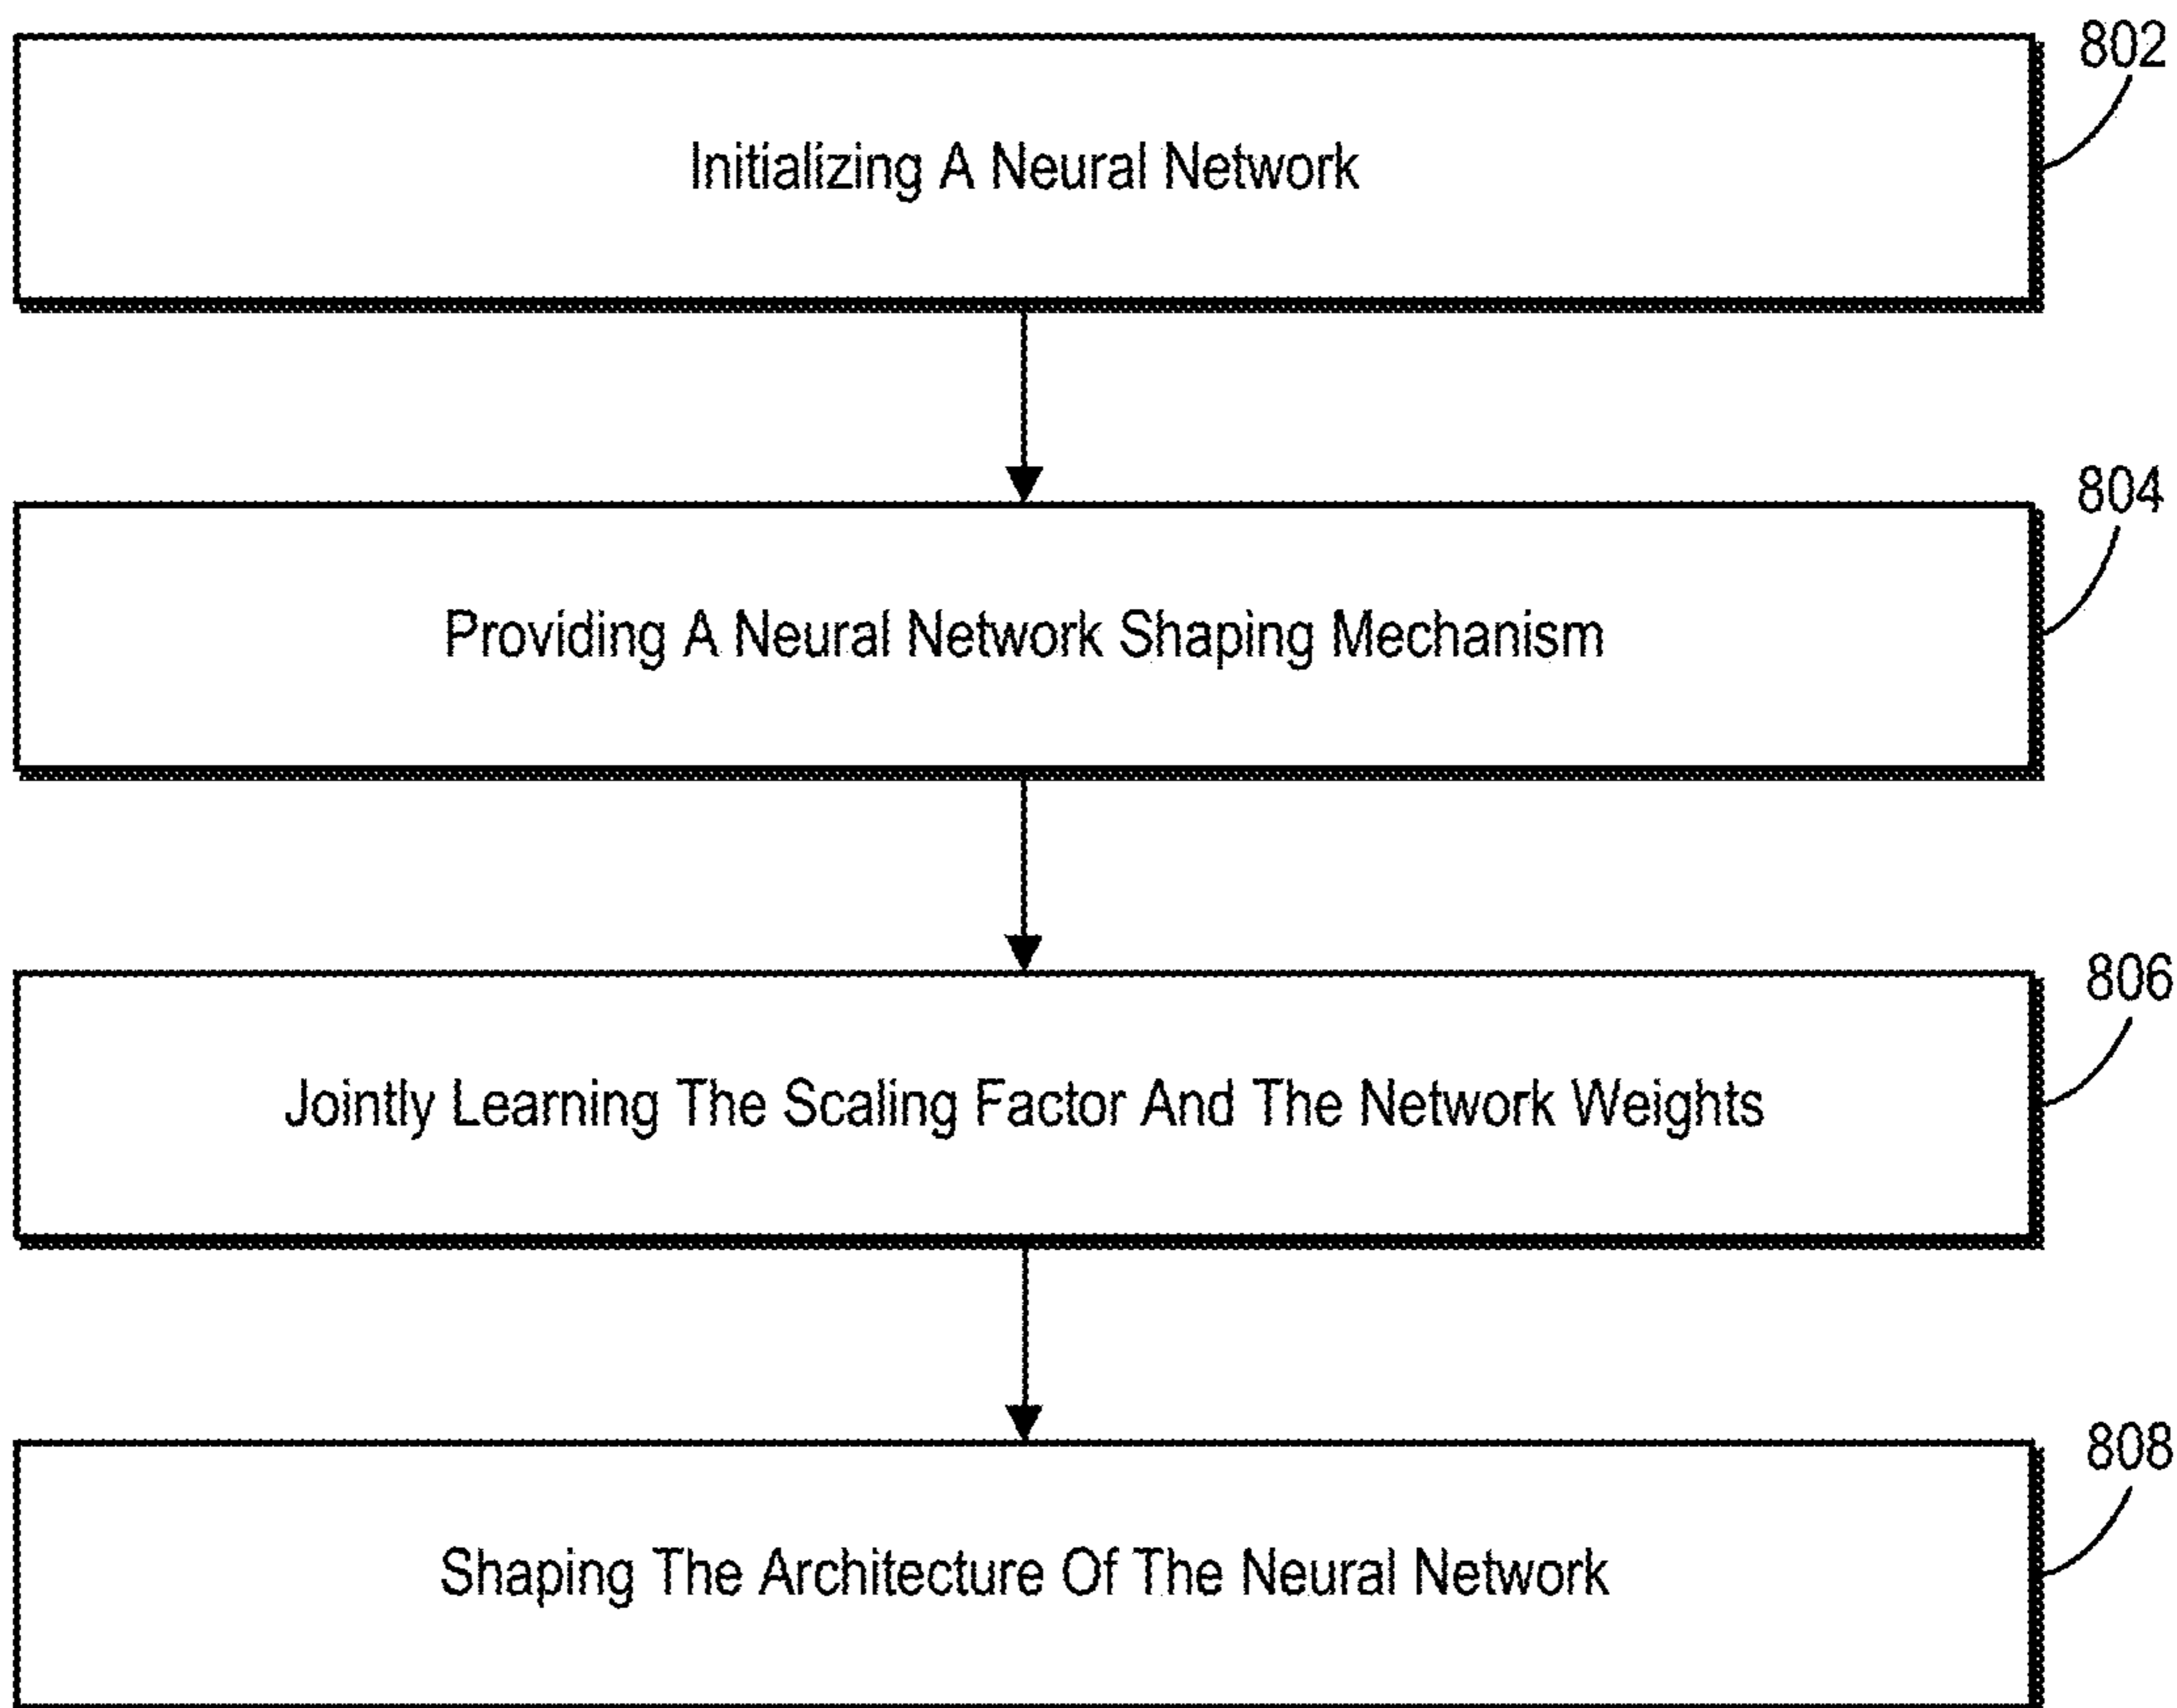 802
Initializing A Neural Network
804
Providing A Neural Network Shaping Mechanism
806
Jointly Learning The Scaling Factor And The Network Weights
808
Shaping The Architecture Of The Neural Network